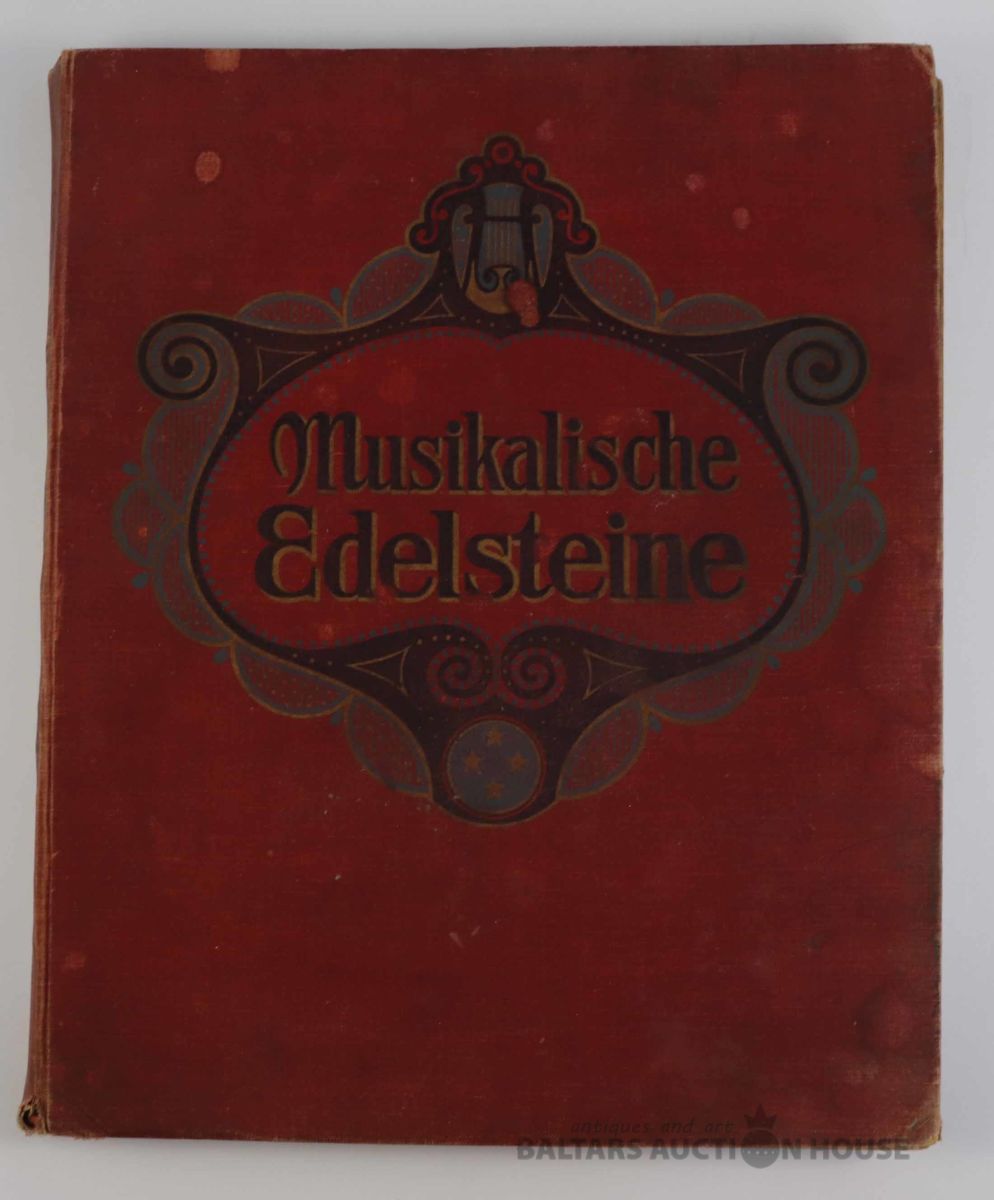 Musikalische
Edelsteine
antiques and art
BALTARS AUCTION HOUSE